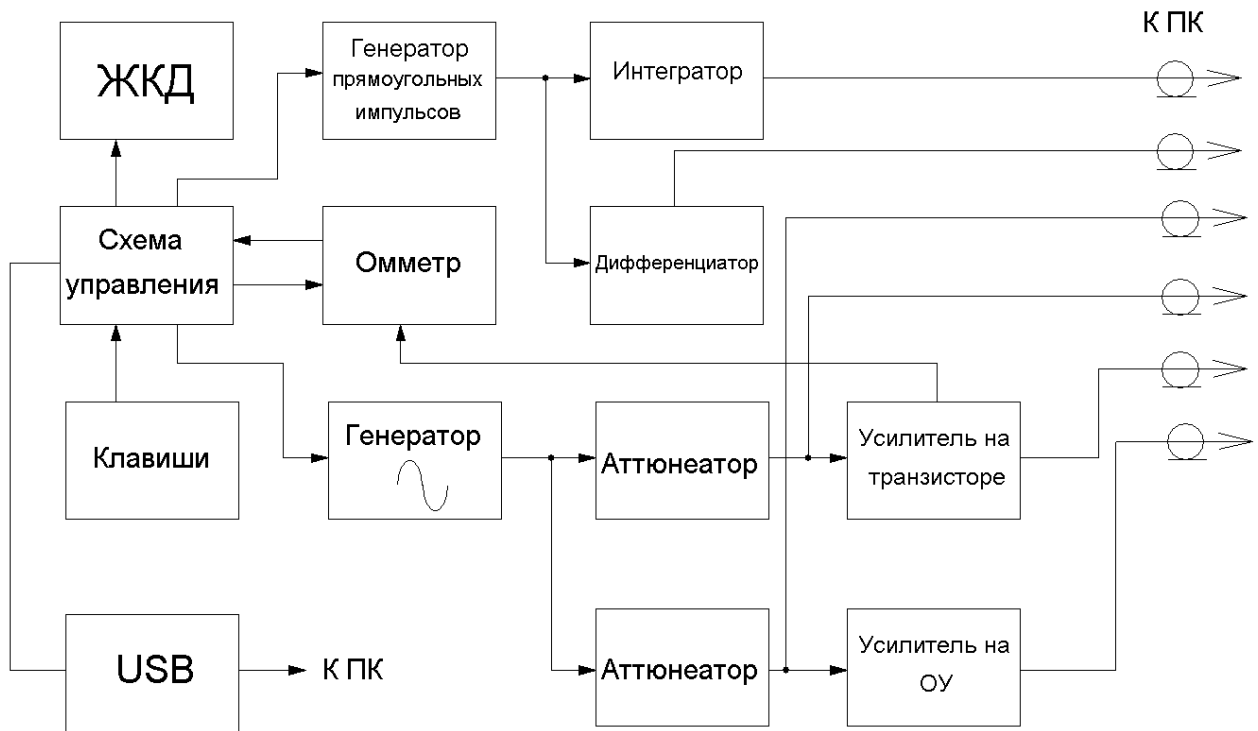 К ПК
ЖКД
Генератор
прямоугольных
импульсов
Интегратор
Схема
управления
Омметр
Дифференциатор
Клавиши
Генератор
Аттюнеатор
Усилитель на
транзисторе
USB
К ПК
Аттюнеатор
Усилитель на
ОУ